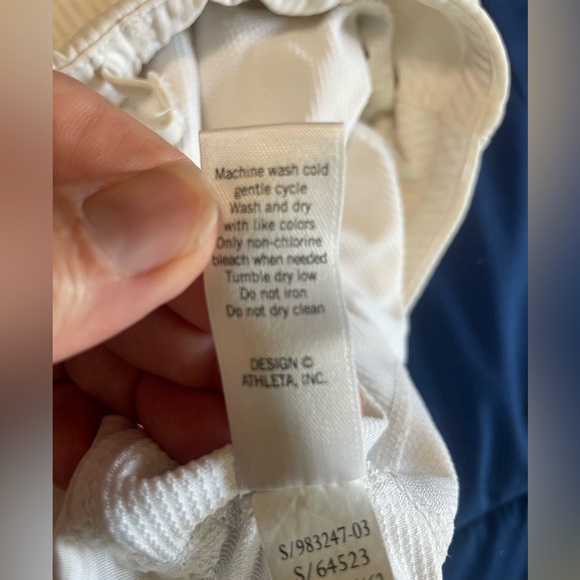 Machine wash cold
gentle cycle
Wash and dry
with like colors
Only non-chlorine
bleach when needed
Tumble dry low
Do not iron
Do not dry clean
DESIGN ©
ATHLETA, INC.
S/983247-03
S/64523